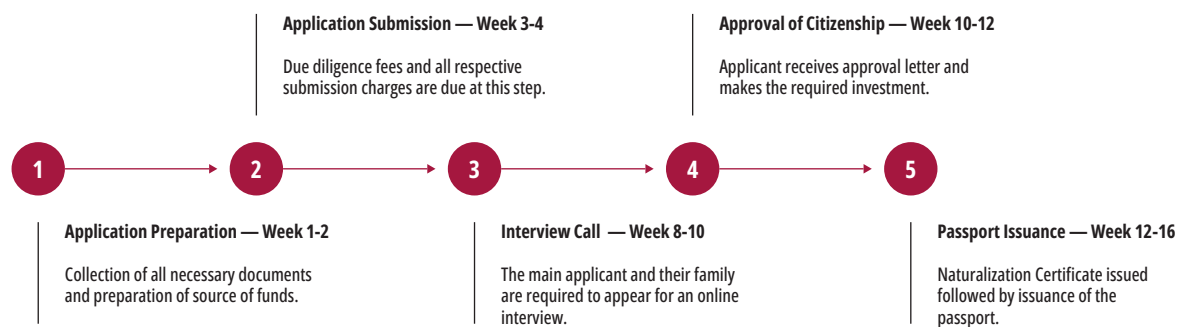 Application Submission — Week 3-4
Due diligence fees and all respective
submission charges are due at this step.
Approval of Citizenship — Week 10-12
Applicant receives approval letter and
makes the required investment.
1
2
3
4
5
Application Preparation — Week 1-2
Collection of all necessary documents
and preparation of source of funds.
Interview Call — Week 8-10
The main applicant and their family
are required to appear for an online
interview.
Passport Issuance — Week 12-16
Naturalization Certificate issued
followed by issuance of the
passport.